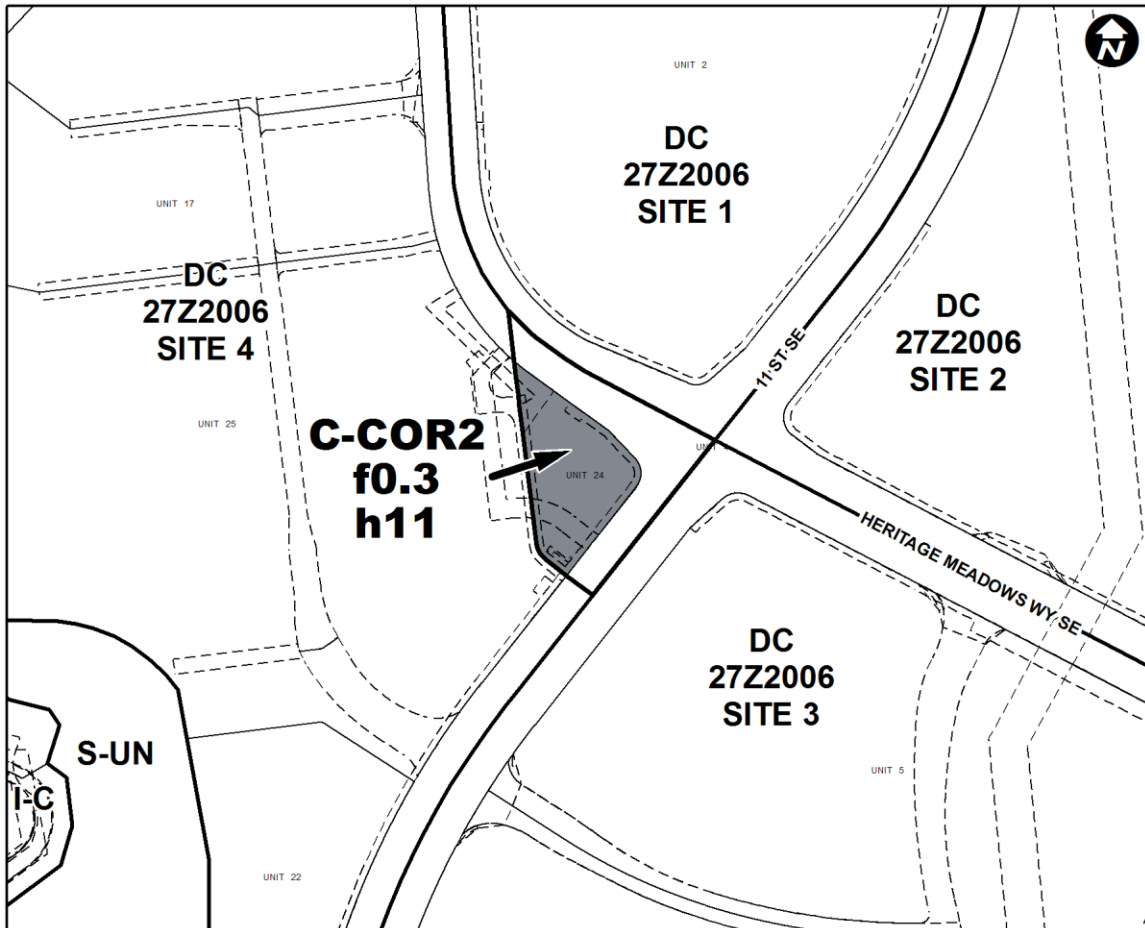 N
UNIT 2
DC
27Z2006
SITE 1
UNIT 17
DC
27Z2006
SITE 4
DC
27Z2006
SITE 2
11 ST SE
UNIT 25
C-COR2
f0.3
h11
UNIT 24
HERITAGE MEADOWS WY SE
DC
27Z2006
SITE 3
S-UN
I-C
UNIT 5
UNIT 22